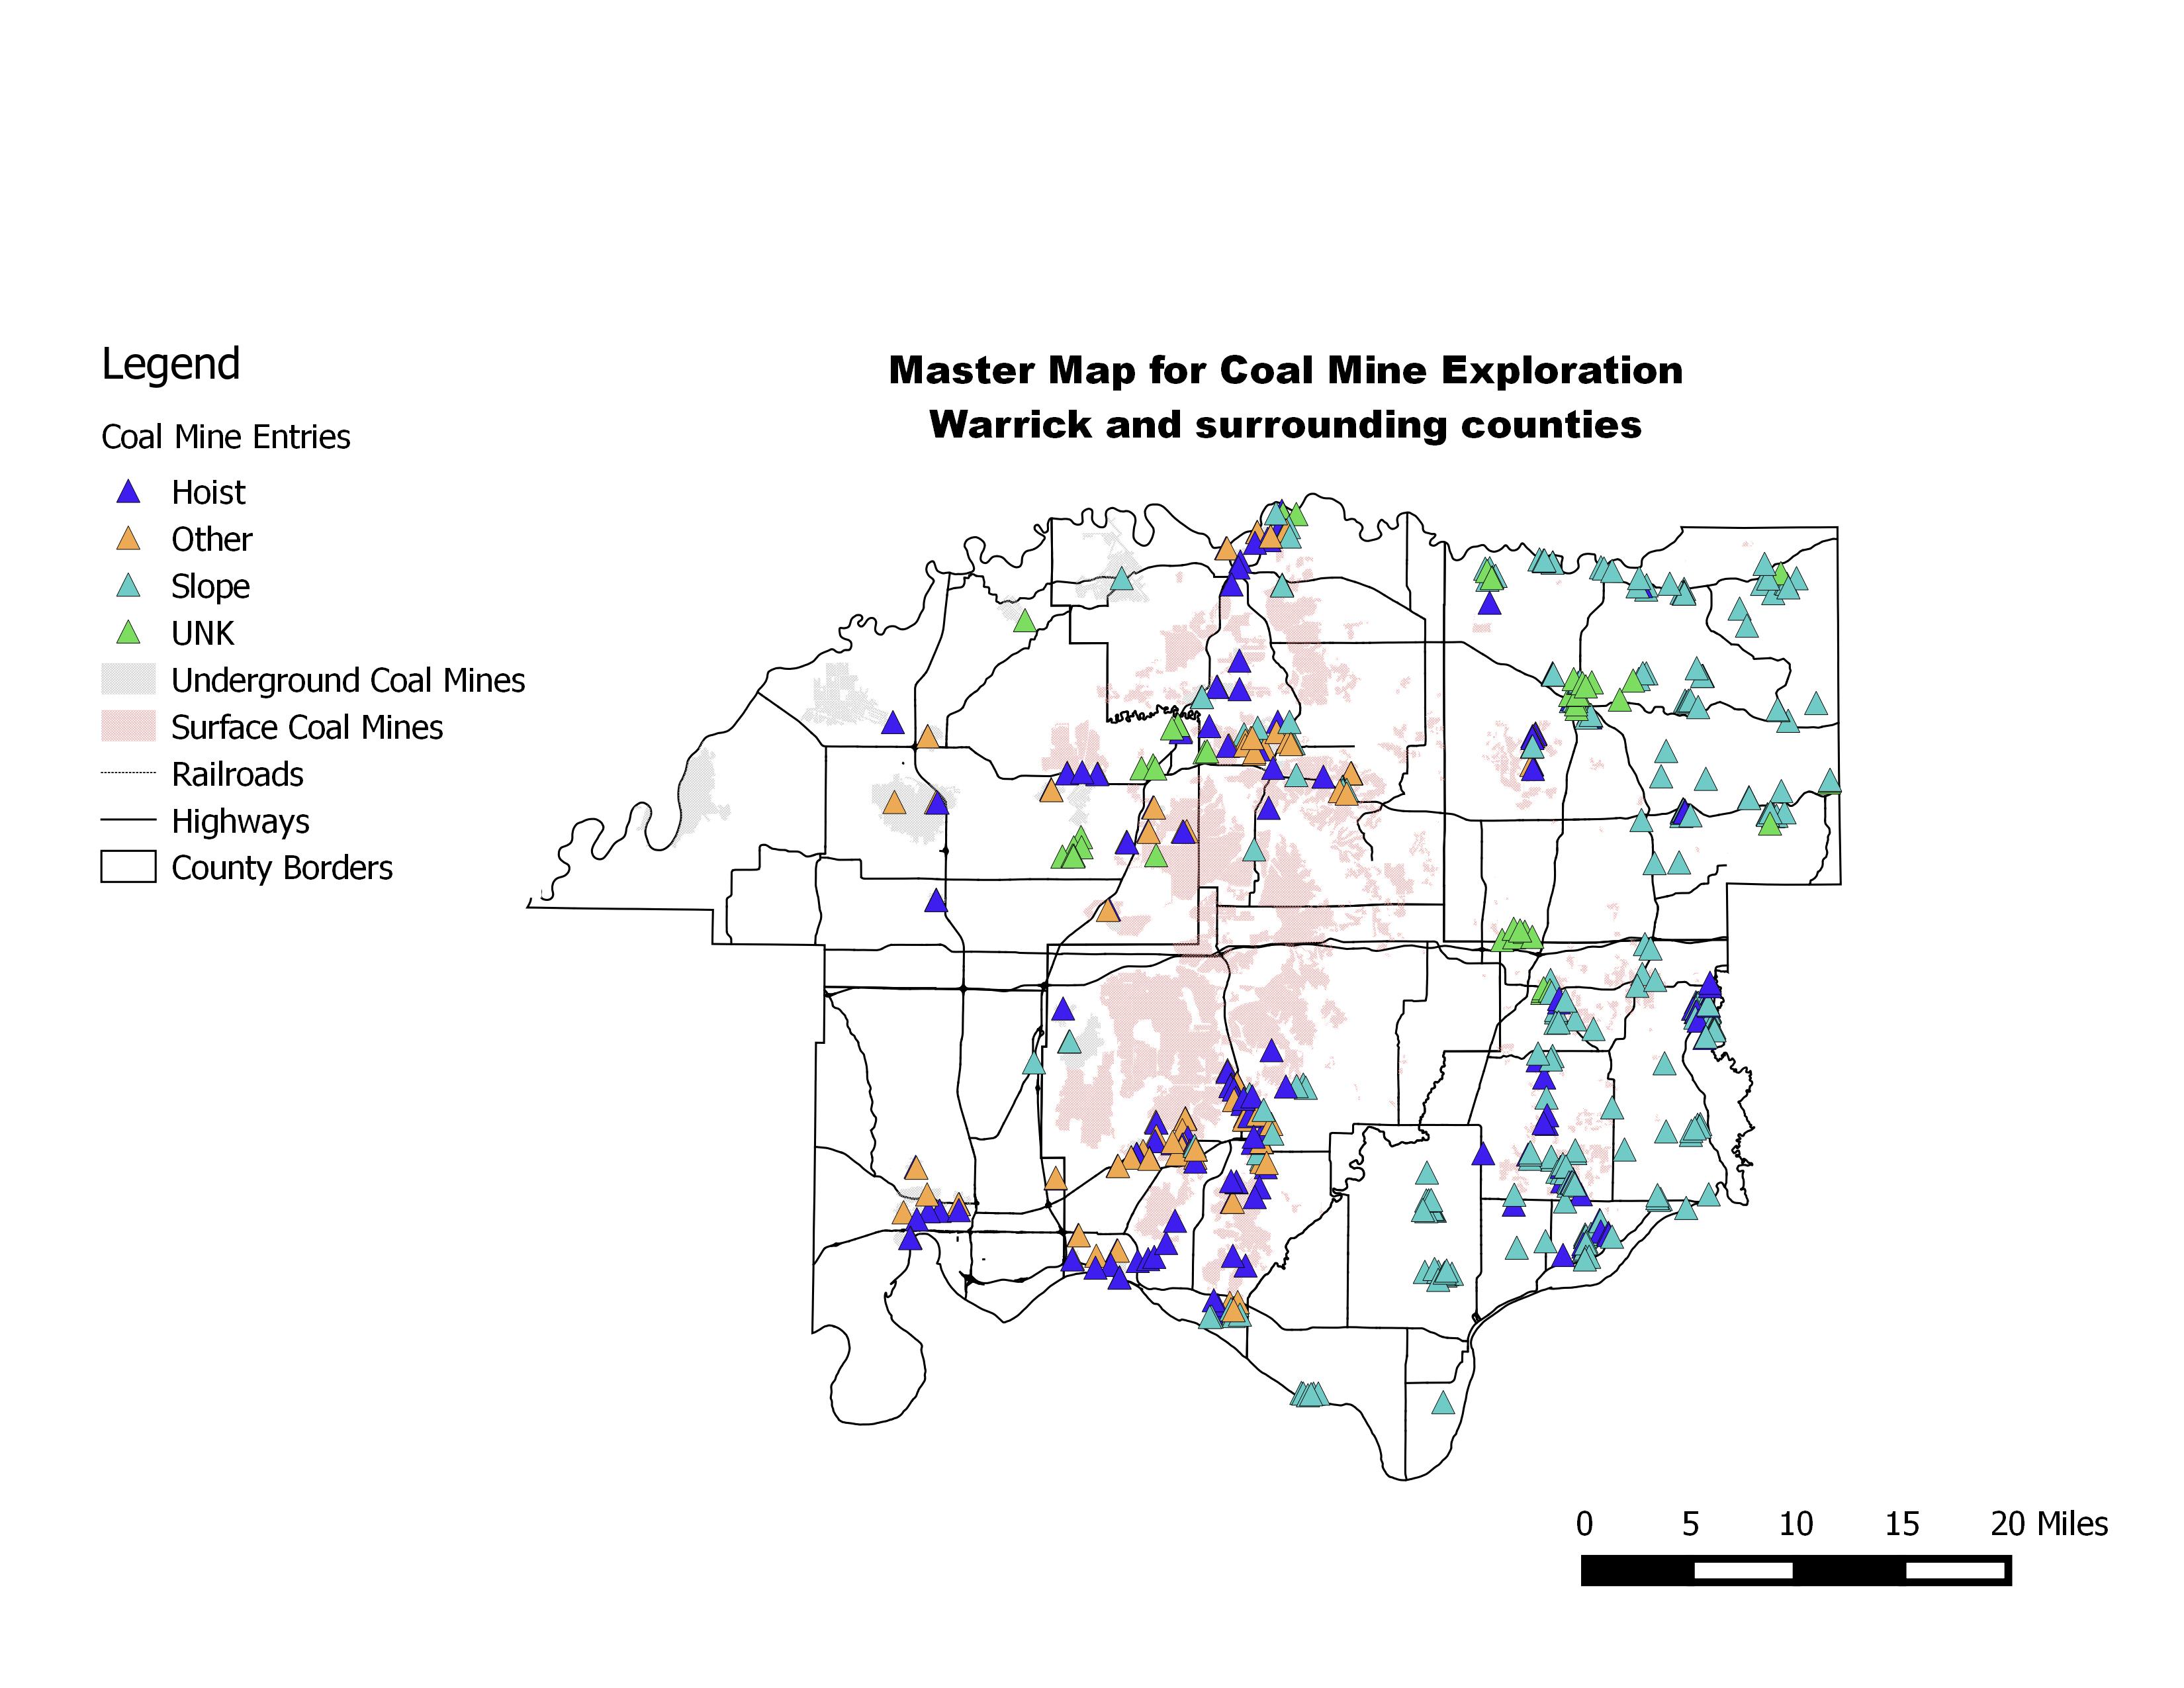 Master Map for Coal Mine Exploration
Warrick and surrounding counties
Legend
Coal Mine Entries
Hoist
Other
Slope
UNK
Underground Coal Mines
Surface Coal Mines
Railroads
Highways
County Borders
0 5 10 15 20 Miles